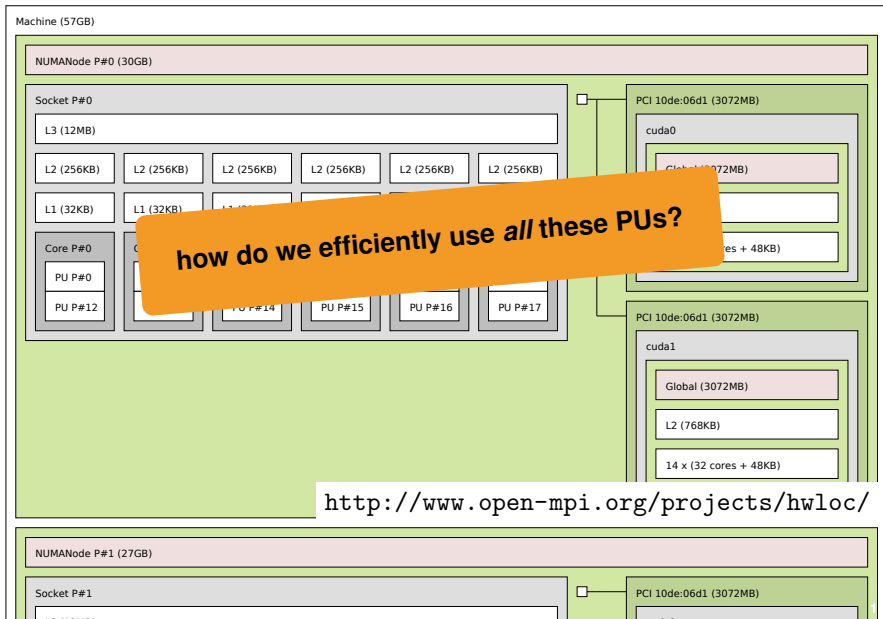 Machine (57GB)
NUMANode P#0 (30GB)
Socket P#0
PCI 10de:06d1 (3072MB)
L3 (12MB)
cuda0
L2 (256KB) L2 (256KB) L2 (256KB) L2 (256KB) L2 (256KB) L2 (256KB)
L1 (32KB) L1 (32KB)
how do we efficiently use all these PUs?
Core P#0
+ 48KB)
PU P#0
PU P#12 PU P#15 PU P#16 PU P#17
PCI 10de:06d1 (3072MB)
cuda1
Global (3072MB)
L2 (768KB)
14 x (32 cores + 48KB)
http://www.open-mpi.org/projects/hwloc/
NUMANode P#1 (27GB)
Socket P#1
PCI 10de:06d1 (3072MB)
1